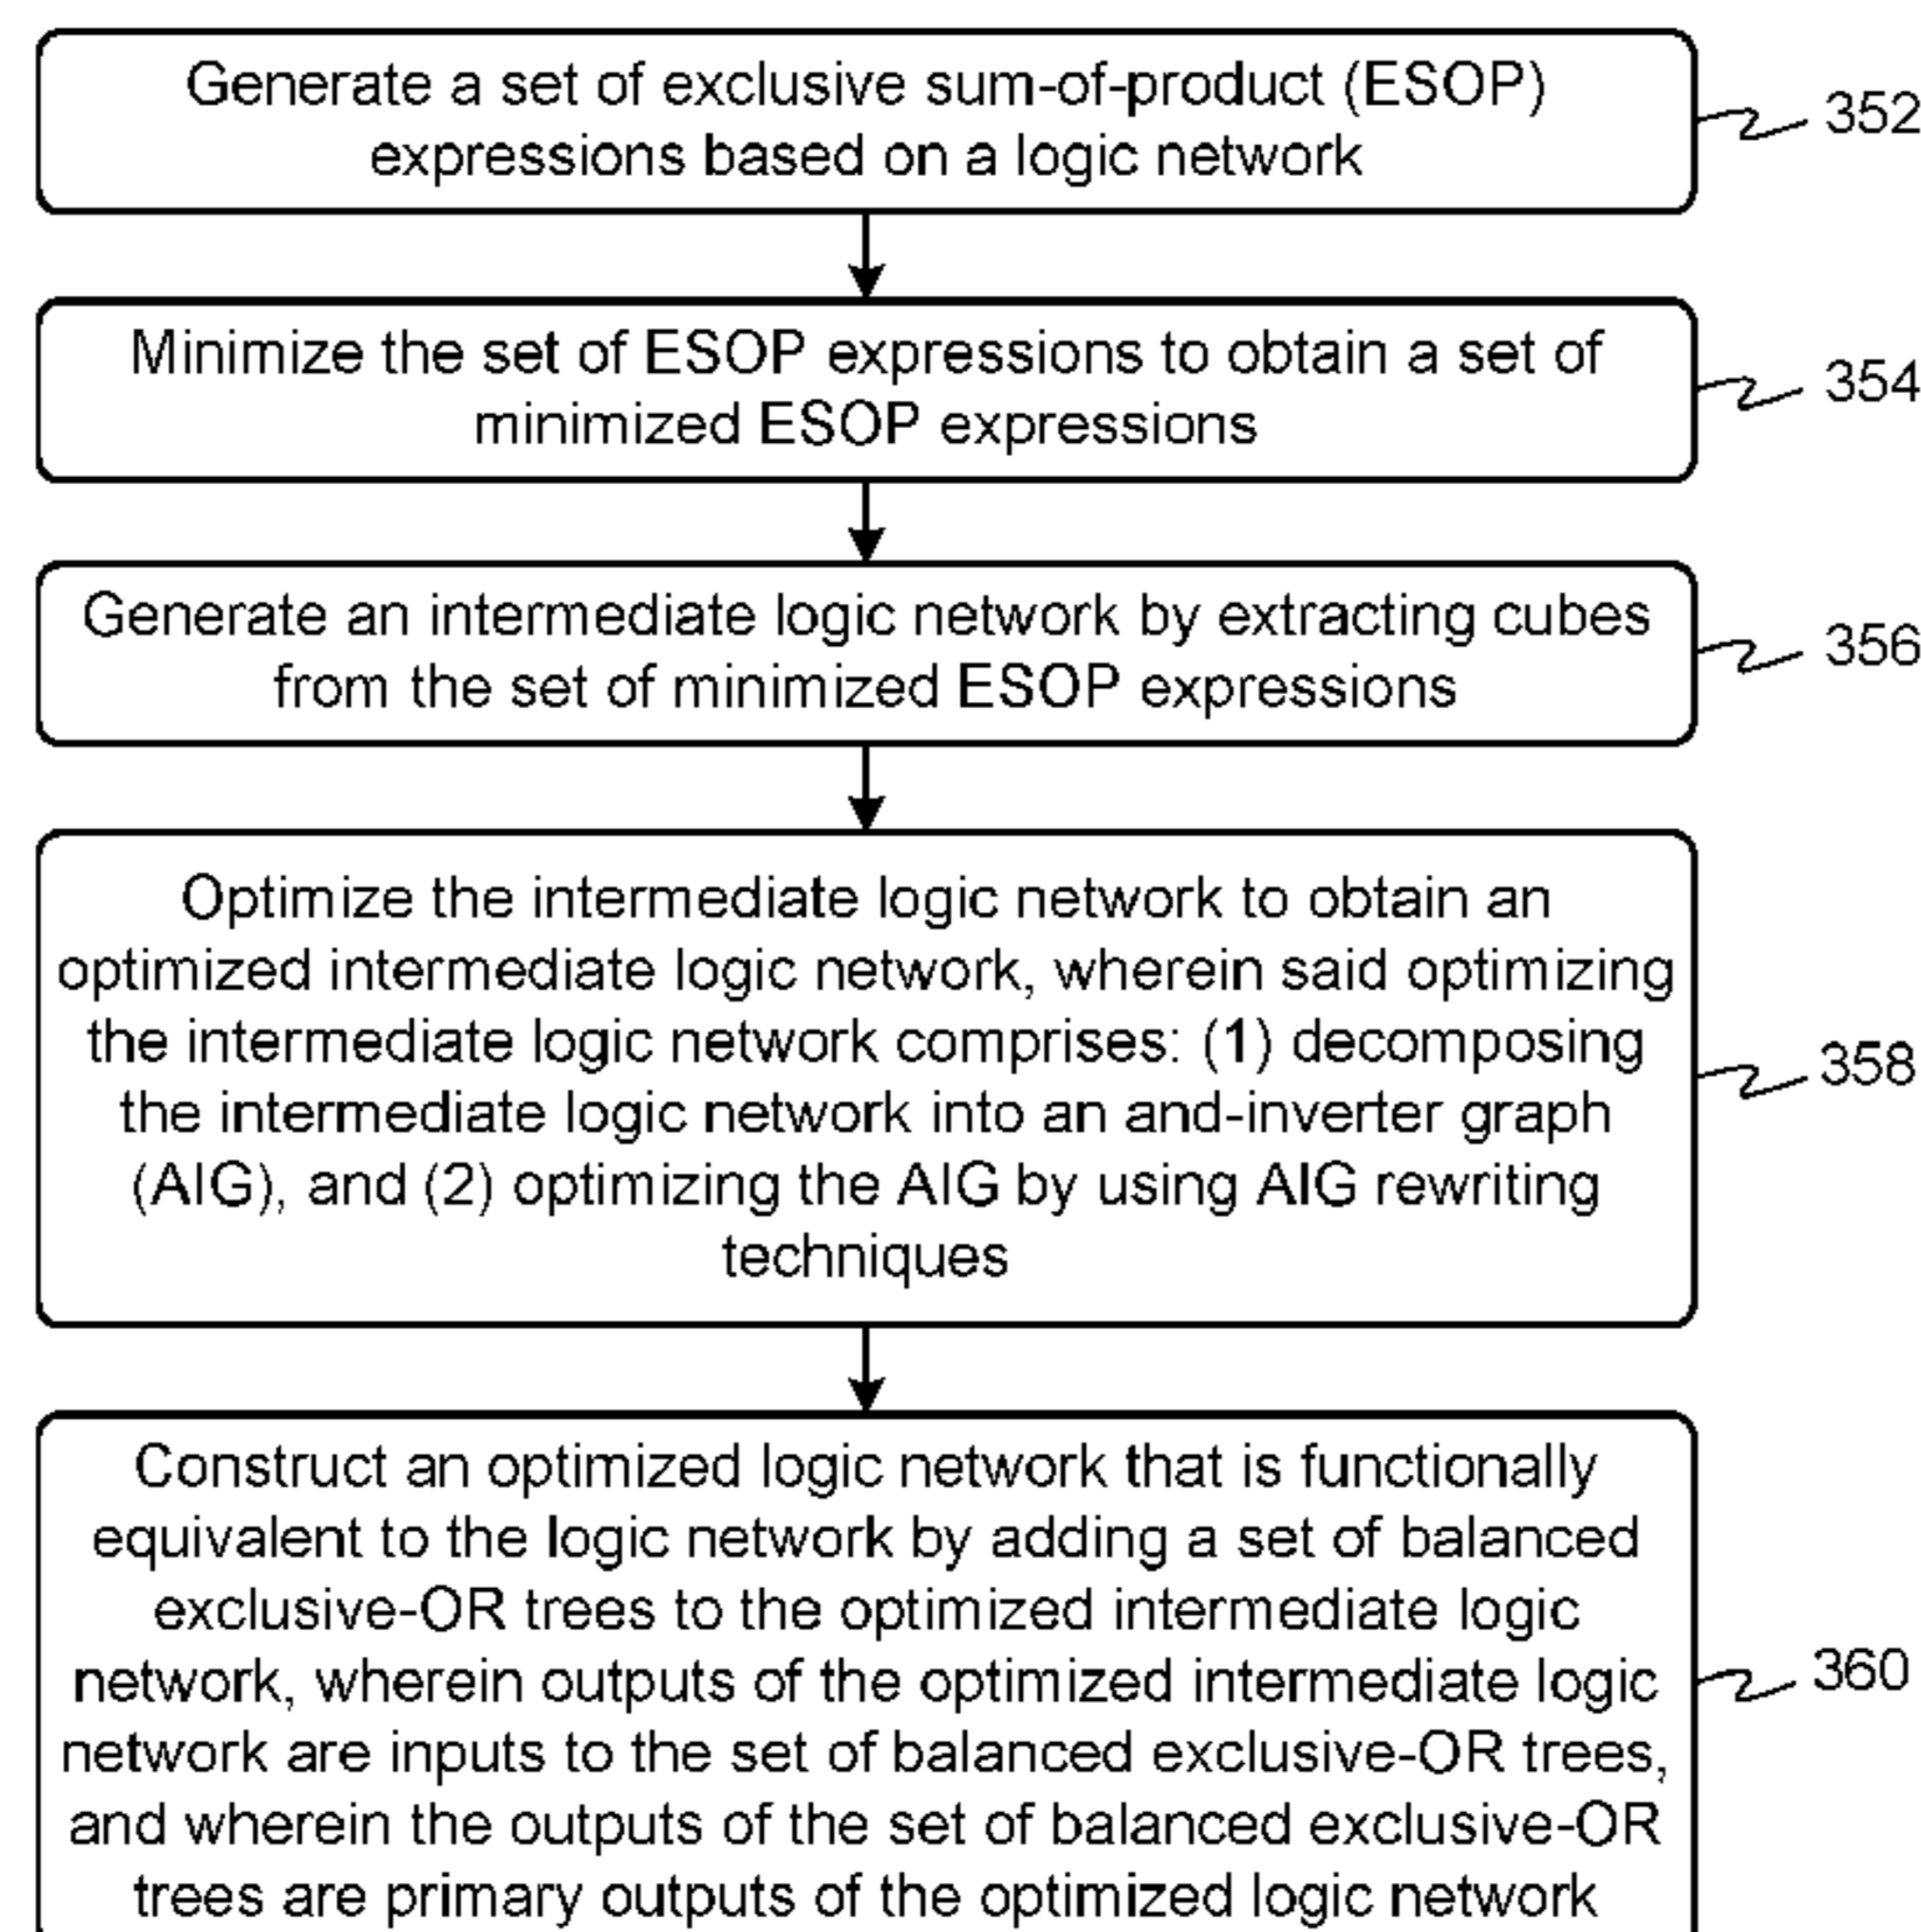 Generate a set of exclusive sum-of-product (ESOP)
expressions based on a logic network
352
Minimize the set of ESOP expressions to obtain a set of
minimized ESOP expressions
354
Generate an intermediate logic network by extracting cubes
from the set of minimized ESOP expressions
356
Optimize the intermediate logic network to obtain an
optimized intermediate logic network, wherein said optimizing
the intermediate logic network comprises: (1) decomposing
the intermediate logic network into an and-inverter graph
(AIG), and (2) optimizing the AIG by using AIG rewriting
techniques
358
Construct an optimized logic network that is functionally
equivalent to the logic network by adding a set of balanced
exclusive-OR trees to the optimized intermediate logic
network, wherein outputs of the optimized intermediate logic
network are inputs to the set of balanced exclusive-OR trees,
and wherein the outputs of the set of balanced exclusive-OR
trees are primary outputs of the optimized logic network
360